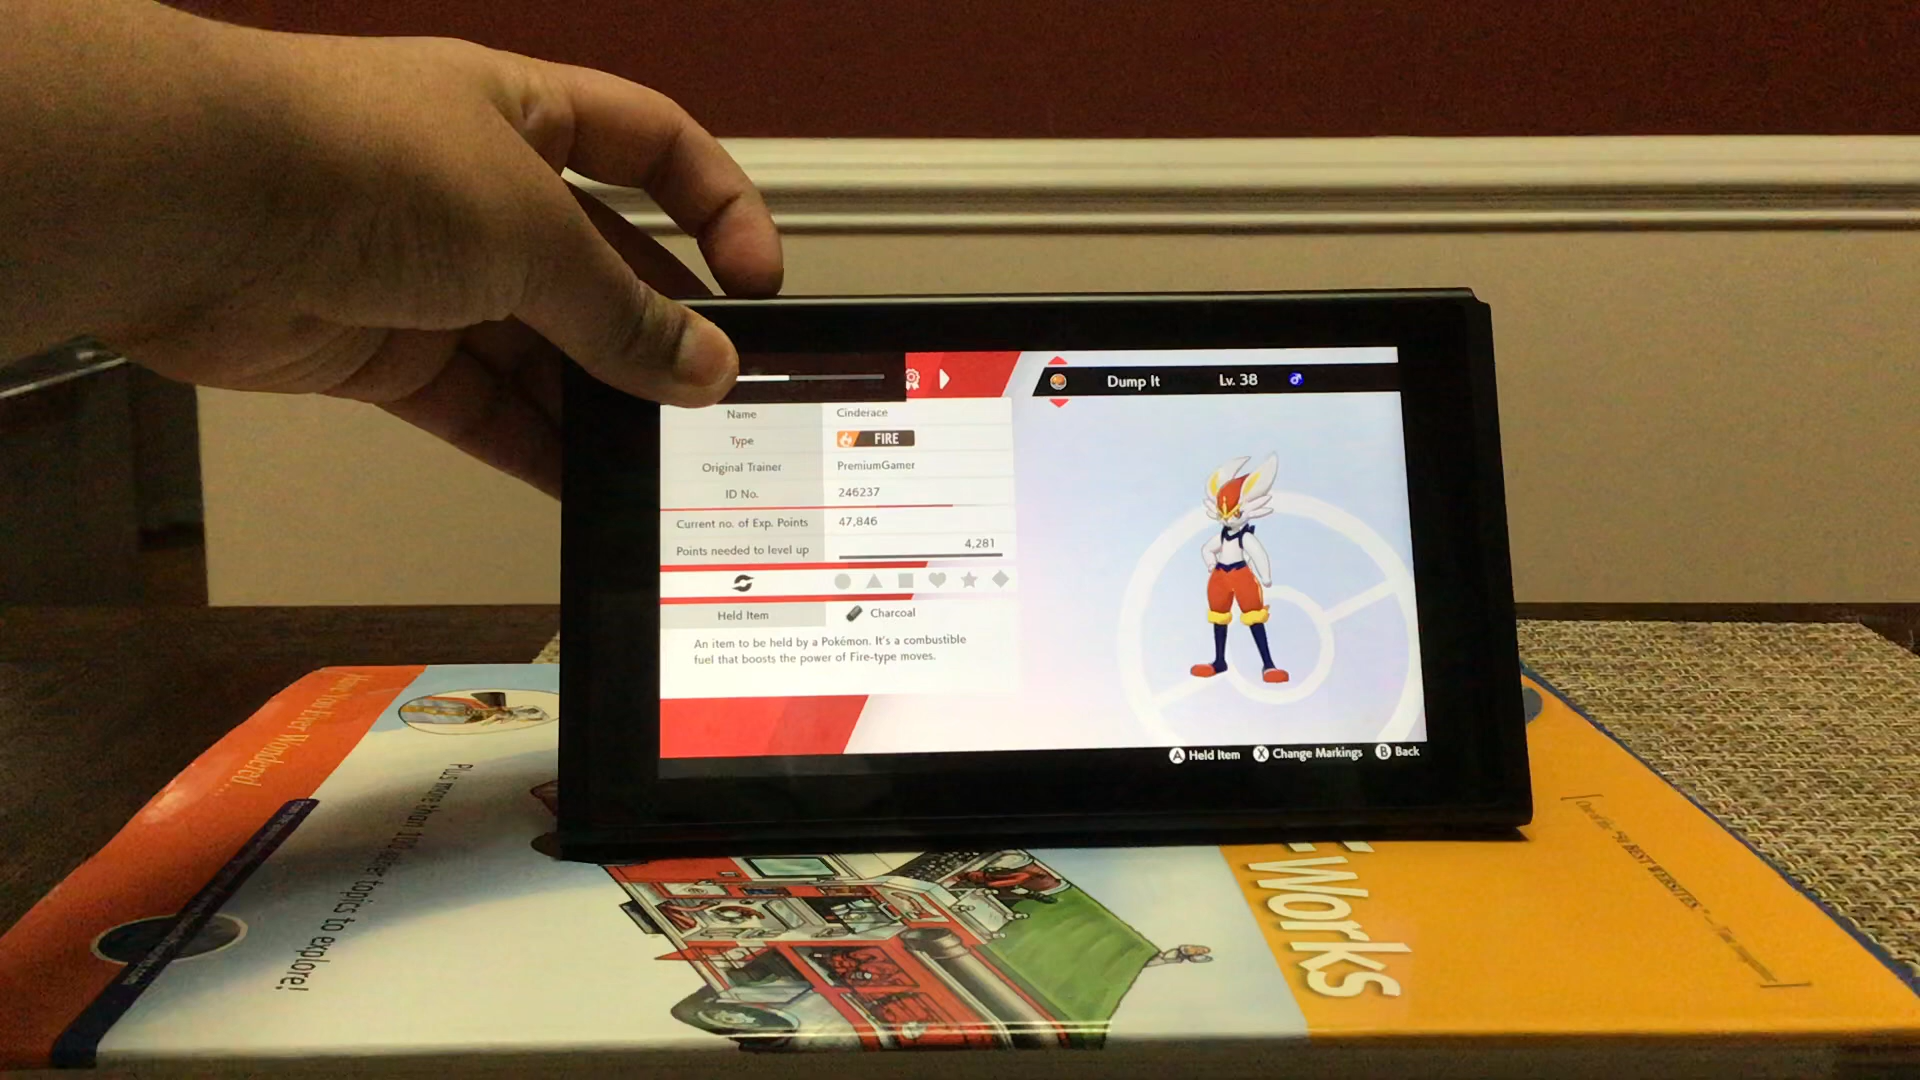 Dump It Lv. 38
Name Cinderace
Type FIRE
Original Trainer PremiumGamer
ID No. 246237
Current no. of Exp. Points 47,846
Points needed to level up 4,281
Held Item Charcoal
An item to be held by a Pokémon. It's a combustible
fuel that boosts the power of Fire-type moves.
A Held Item X Change Markings B Back
Have You Ever Wondered...
Plus more than 100 other topics to explore!
Works